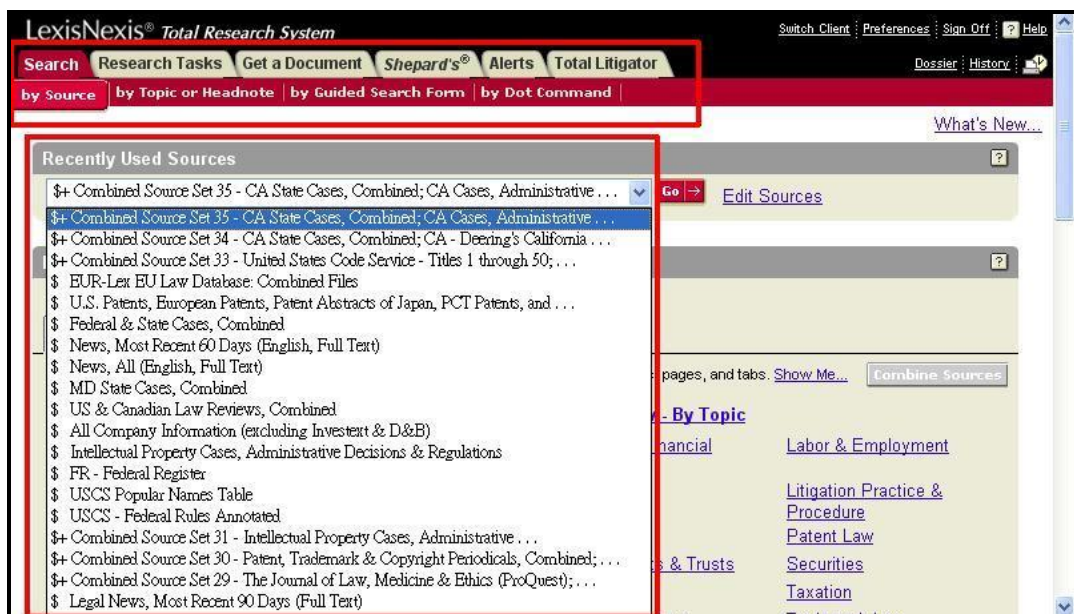 LexisNexis® Total Research System
Switch Client Preferences Sign Off ? Help
Search Research Tasks Get a Document Shepard's® Alerts Total Litigator
Dossier History
by Source by Topic or Headnote by Guided Search Form by Dot Command
What's New...
Recently Used Sources ?
$+ Combined Source Set 35 - CA State Cases, Combined; CA Cases, Administrative . . . Go → Edit Sources
$+ Combined Source Set 35 - CA State Cases, Combined; CA Cases, Administrative . . .
$+ Combined Source Set 34 - CA State Cases, Combined; CA - Deering's California . . .
$+ Combined Source Set 33 - United States Code Service - Titles 1 through 50; . . .
?
$ EUR-Lex EU Law Database: Combined Files
$ U.S. Patents, European Patents, Patent Abstracts of Japan, PCT Patents, and . . .
$ Federal & State Cases, Combined
$ News, Most Recent 60 Days (English, Full Text)
$ News, All (English, Full Text)
pages, and tabs. Show Me... Combine Sources
$ MD State Cases, Combined
$ US & Canadian Law Reviews, Combined
- By Topic
$ All Company Information (excluding Investext & D&B)
$ Intellectual Property Cases, Administrative Decisions & Regulations
Labor & Employment
$ FR - Federal Register
$ USCS Popular Names Table
Litigation Practice &
Procedure
$ USCS - Federal Rules Annotated
$+ Combined Source Set 31 - Intellectual Property Cases, Administrative . . .
Patent Law
$+ Combined Source Set 30 - Patent, Trademark & Copyright Periodicals, Combined; . . .
& Trusts Securities
$+ Combined Source Set 29 - The Journal of Law, Medicine & Ethics (ProQuest); . . .
Taxation
$ Legal News, Most Recent 90 Days (Full Text)